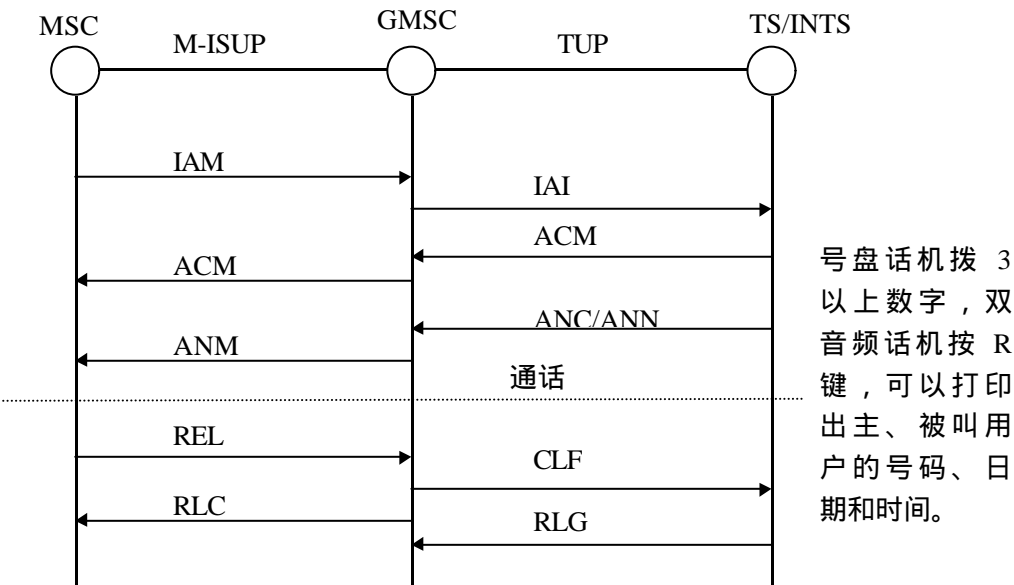 MSC
GMSC
TS/INTS
M-ISUP
TUP
IAM
IAI
ACM
ACM
ANC/ANN
ANM
通话
REL
CLF
RLC
RLG
号盘话机拨 3
以上数字，双
音频话机按 R
键，可以打印
出主、被叫用
户的号码、日
期和时间。